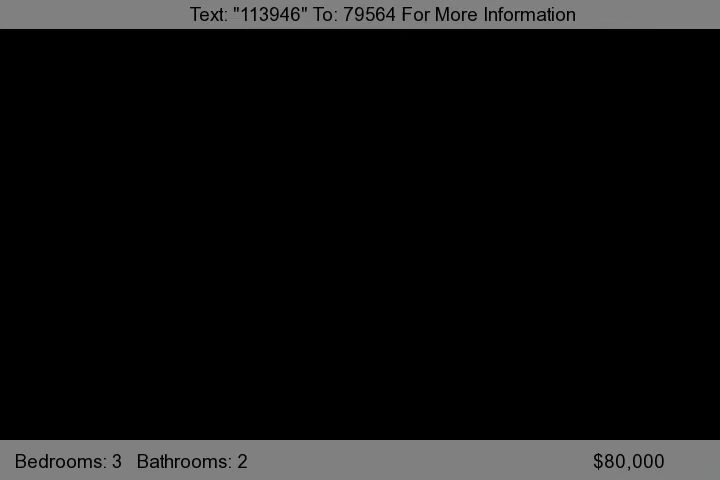 Text: "113946" To: 79564 For More Information
Bedrooms: 3 Bathrooms: 2 $80,000